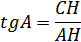 tgA = CH/AH